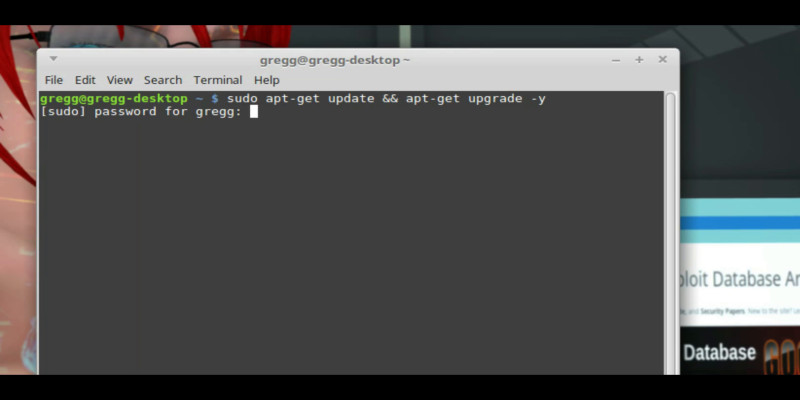 gregg@gregg-desktop ~
File Edit View Search Terminal Help
gregg@gregg-desktop ~ $ sudo apt-get update && apt-get upgrade -y
[sudo] password for gregg:
ploit Database Ar
and Security Papers. New to the site?
Database